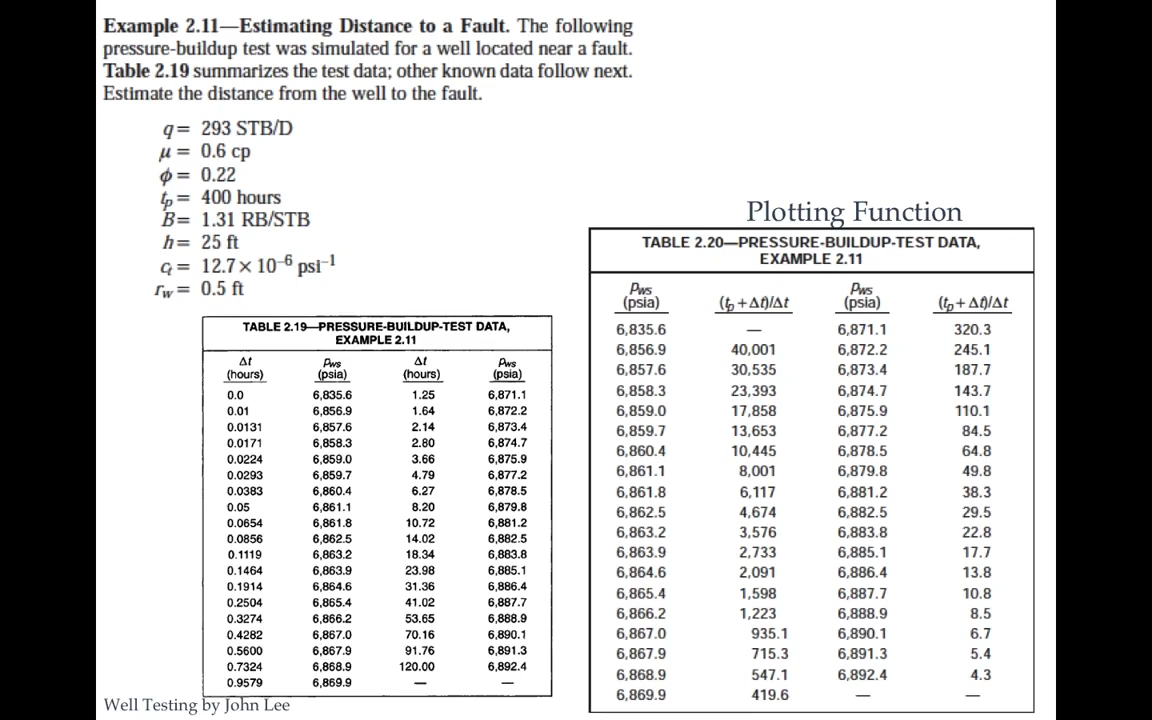 Example 2.11—Estimating Distance to a Fault. The following
pressure-buildup test was simulated for a well located near a fault.
Table 2.19 summarizes the test data; other known data follow next.
Estimate the distance from the well to the fault.
q = 293 STB/D
μ = 0.6 cp
ϕ = 0.22
tp = 400 hours
B = 1.31 RB/STB
h = 25 ft
ct = 12.7 × 10⁻⁶ psi⁻¹
rw = 0.5 ft
TABLE 2.19—PRESSURE-BUILDUP-TEST DATA,
EXAMPLE 2.11
Δt pws Δt pws
(hours) (psia) (hours) (psia)
0.0 6,835.6 1.25 6,871.1
0.01 6,856.9 1.64 6,872.2
0.0131 6,857.6 2.14 6,873.4
0.0171 6,858.3 2.80 6,874.7
0.0224 6,859.0 3.66 6,875.9
0.0293 6,859.7 4.79 6,877.2
0.0383 6,860.4 6.27 6,878.5
0.05 6,861.1 8.20 6,879.8
0.0654 6,861.8 10.72 6,881.2
0.0856 6,862.5 14.02 6,882.5
0.1119 6,863.2 18.34 6,883.8
0.1464 6,863.9 23.98 6,885.1
0.1914 6,864.6 31.36 6,886.4
0.2504 6,865.4 41.02 6,887.7
0.3274 6,866.2 53.65 6,888.9
0.4282 6,867.0 70.16 6,890.1
0.5600 6,867.9 91.76 6,891.3
0.7324 6,868.9 120.00 6,892.4
0.9579 6,869.9 — —
Well Testing by John Lee
Plotting Function
TABLE 2.20—PRESSURE-BUILDUP-TEST DATA,
EXAMPLE 2.11
pws pws
(psia) (tp + Δt)/Δt (psia) (tp + Δt)/Δt
6,835.6 — 6,871.1 320.3
6,856.9 40,001 6,872.2 245.1
6,857.6 30,535 6,873.4 187.7
6,858.3 23,393 6,874.7 143.7
6,859.0 17,858 6,875.9 110.1
6,859.7 13,653 6,877.2 84.5
6,860.4 10,445 6,878.5 64.8
6,861.1 8,001 6,879.8 49.8
6,861.8 6,117 6,881.2 38.3
6,862.5 4,674 6,882.5 29.5
6,863.2 3,576 6,883.8 22.8
6,863.9 2,733 6,885.1 17.7
6,864.6 2,091 6,886.4 13.8
6,865.4 1,598 6,887.7 10.8
6,866.2 1,223 6,888.9 8.5
6,867.0 935.1 6,890.1 6.7
6,867.9 715.3 6,891.3 5.4
6,868.9 547.1 6,892.4 4.3
6,869.9 419.6 — —